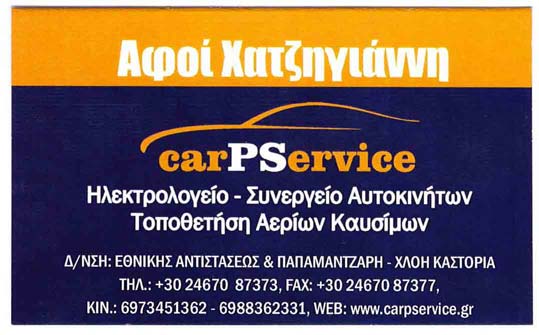 Αφοί Χατζηγιάννη
carPService
Ηλεκτρολογείο - Συνεργείο Αυτοκινήτων
Τοποθετήση Αερίων Καυσίμων
Δ/ΝΣΗ: ΕΘΝΙΚΗΣ ΑΝΤΙΣΤΑΣΕΩΣ & ΠΑΠΑΜΑΝΤΖΑΡΗ - ΧΛΟΗ ΚΑΣΤΟΡΙΑ
ΤΗΛ.: +30 24670 87373, FAX: +30 24670 87377,
ΚΙΝ.: 6973451362 - 6988362331, WEB: www.carpservice.gr